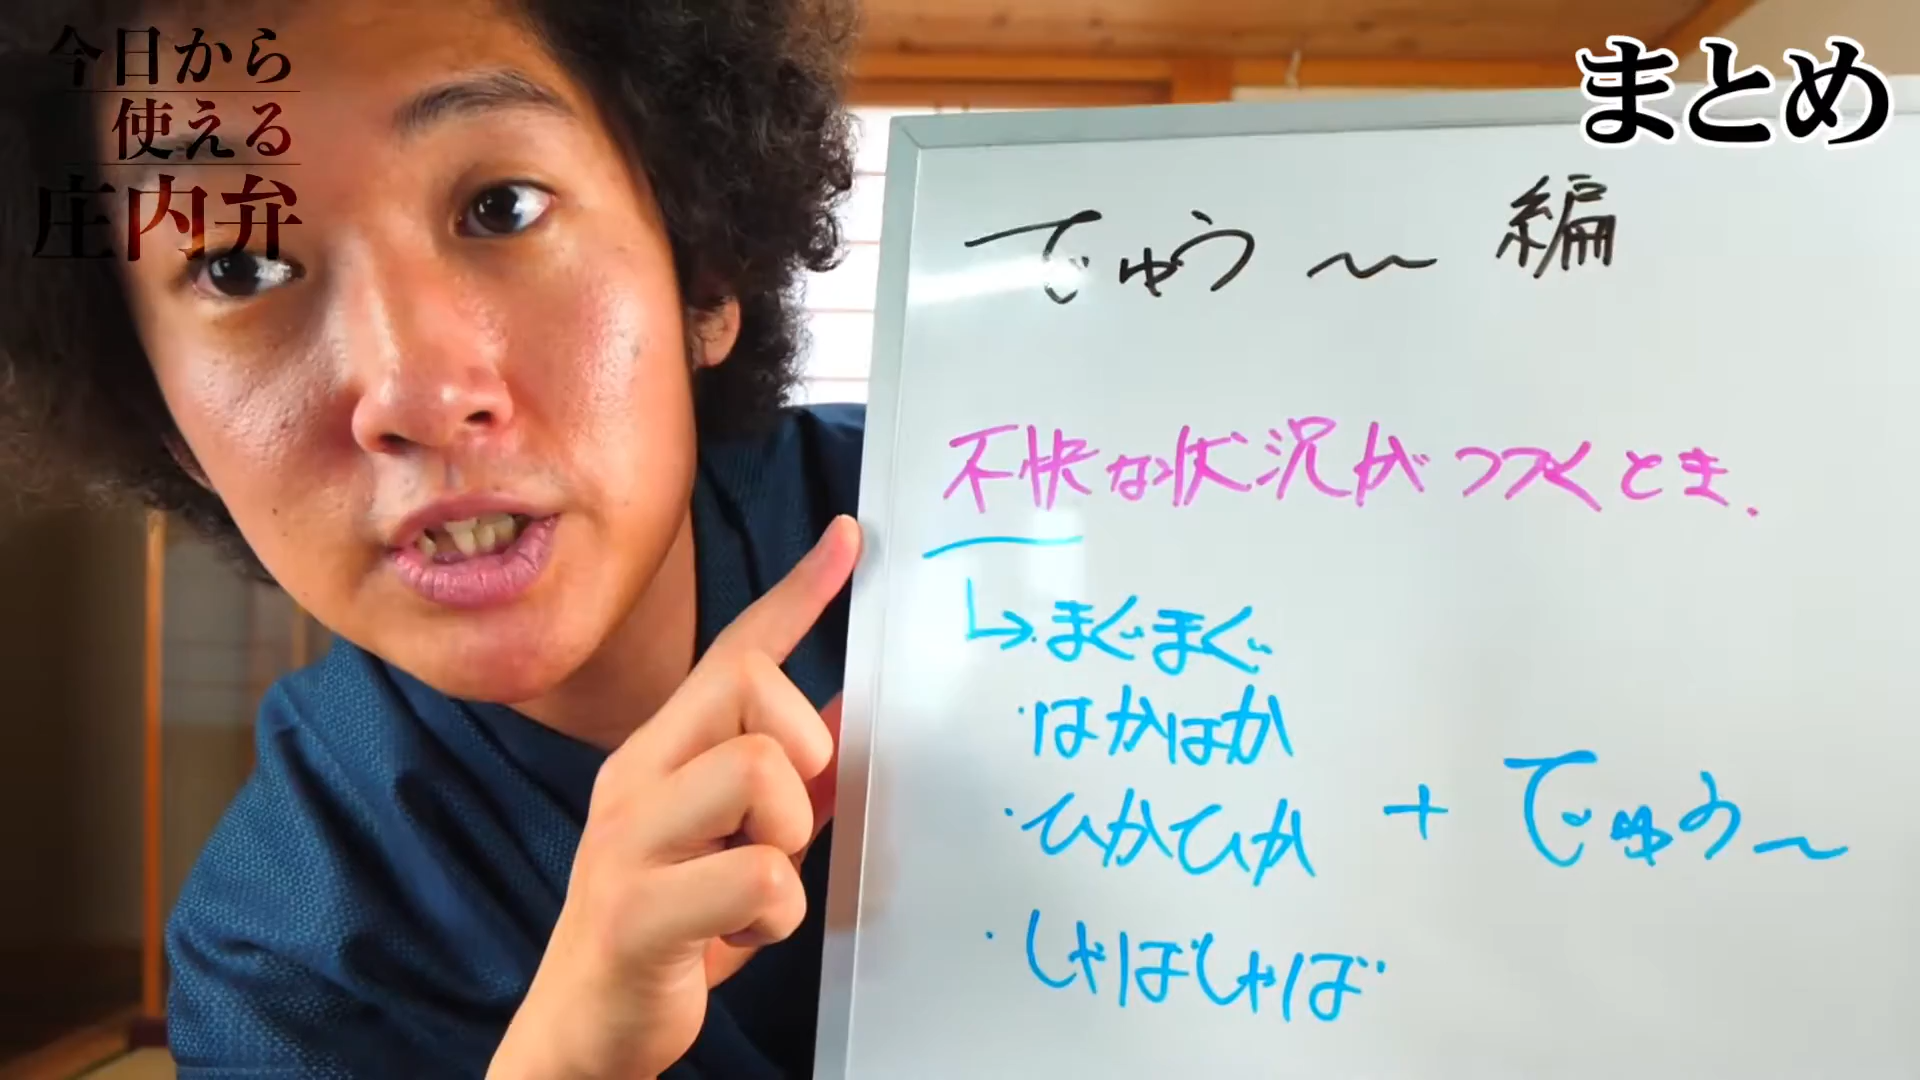 今日から
使える
庄内弁
まとめ
でゅう〜編
不快な状況がつづくとき.
↳・まぐまぐ
・はかはか
・ひかひか + でゅう〜
・しゃばしゃば